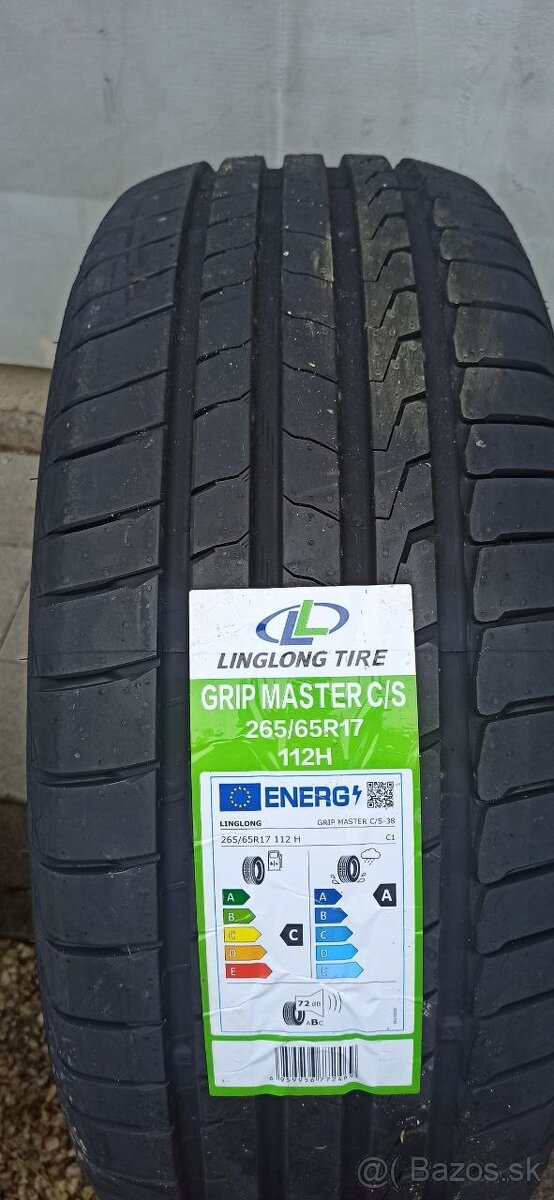 LINGLONG TIRE
GRIP MASTER C/S
265/65R17
112H
ENERG
LINGLONG GRIP MASTER C/S-38
265/65R17 112 H C1
A A A
B B
C C C
D D
E
72 dB
ABC
@ Bazos.sk